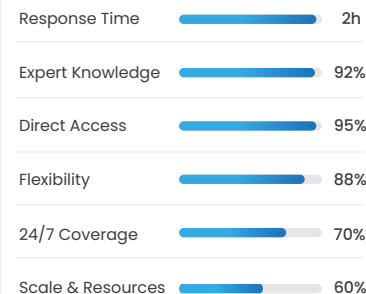 Response Time 2h
Expert Knowledge 92%
Direct Access 95%
Flexibility 88%
24/7 Coverage 70%
Scale & Resources 60%